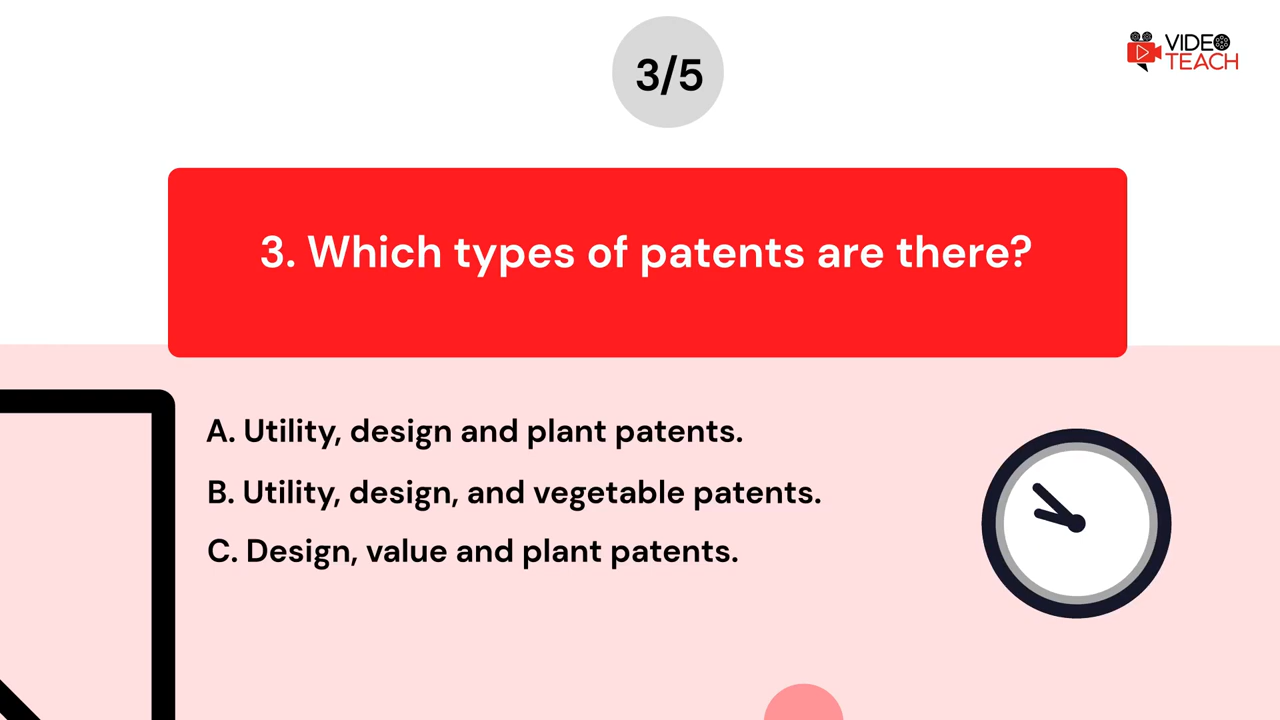 3/5
VIDEO
TEACH
3. Which types of patents are there?
A. Utility, design and plant patents.
B. Utility, design, and vegetable patents.
C. Design, value and plant patents.